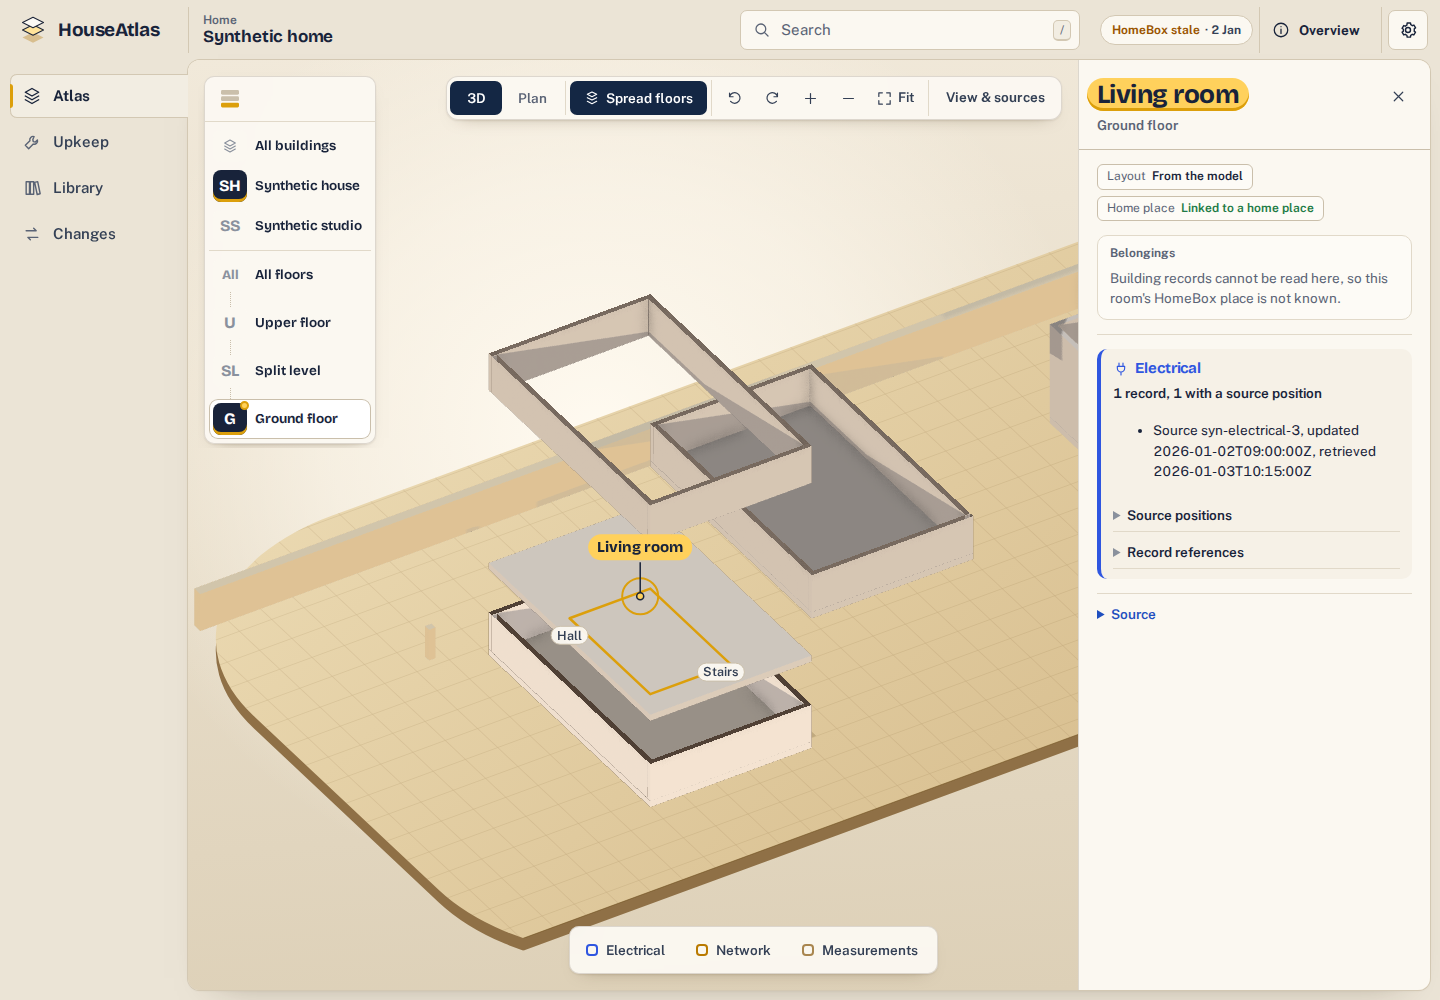 HouseAtlas
Home
Synthetic home
Search
/
HomeBox stale · 2 Jan
Overview
Atlas
Upkeep
Library
Changes
All buildings
SH Synthetic house
SS Synthetic studio
All All floors
U Upper floor
SL Split level
G Ground floor
3D
Plan
Spread floors
Fit
View & sources
Living room
Hall
Stairs
Electrical
Network
Measurements
Living room
Ground floor
Layout From the model
Home place Linked to a home place
Belongings
Building records cannot be read here, so this
room's HomeBox place is not known.
Electrical
1 record, 1 with a source position
• Source syn-electrical-3, updated
2026-01-02T09:00:00Z, retrieved
2026-01-03T10:15:00Z
Source positions
Record references
Source